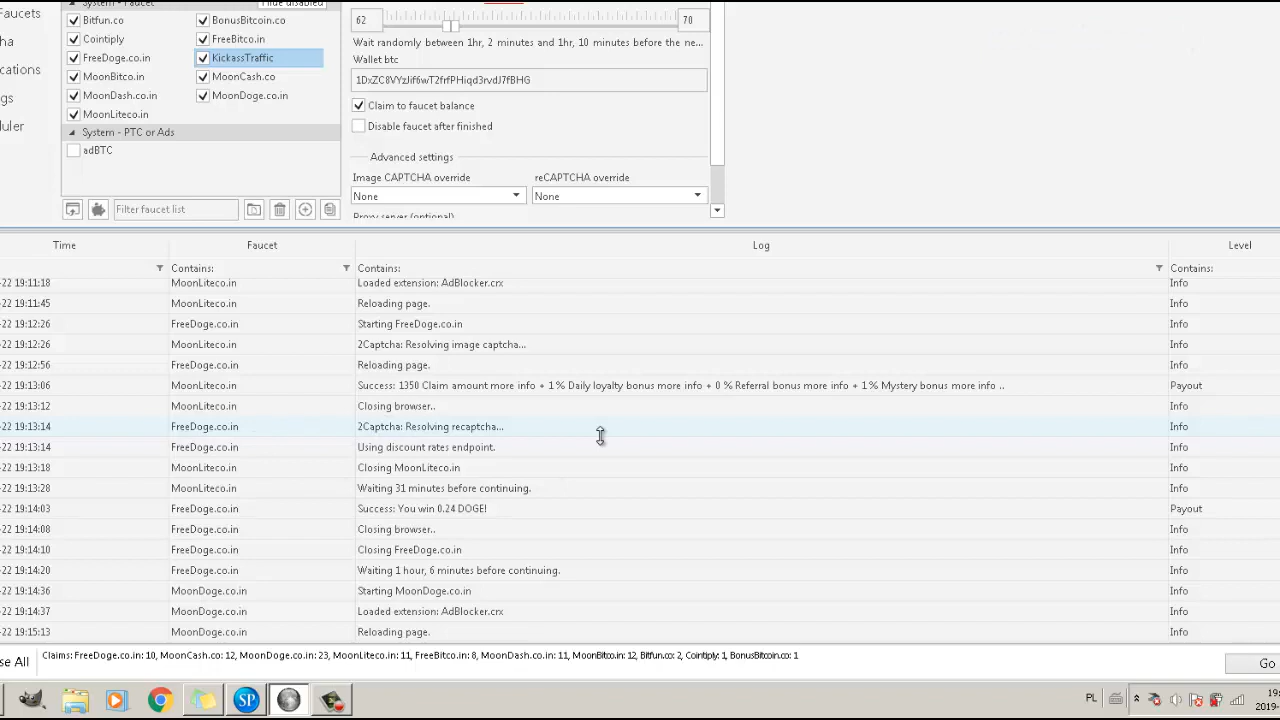 Faucets
System - Faucet
Hide disabled
Bitfun.co
BonusBitcoin.co
62
70
Cointiply
FreeBitco.in
Wait randomly between 1hr, 2 minutes and 1hr, 10 minutes before the ne...
FreeDoge.co.in
KickassTraffic
Wallet btc
MoonBitco.in
MoonCash.co
1DxZC8VYzJif6wT2frfPHiqd3rvdJ7fBHG
MoonDash.co.in
MoonDoge.co.in
Claim to faucet balance
MoonLiteco.in
Disable faucet after finished
System - PTC or Ads
adBTC
Advanced settings
Image CAPTCHA override
reCAPTCHA override
None
None
Filter faucet list
Proxy server (optional)
Time
Faucet
Log
Level
Contains:
Contains:
Contains:
-22 19:11:18 MoonLiteco.in Loaded extension: AdBlocker.crx Info
-22 19:11:45 MoonLiteco.in Reloading page. Info
-22 19:12:26 FreeDoge.co.in Starting FreeDoge.co.in Info
-22 19:12:26 MoonLiteco.in 2Captcha: Resolving image captcha... Info
-22 19:12:56 FreeDoge.co.in Reloading page. Info
-22 19:13:06 MoonLiteco.in Success: 1350 Claim amount more info + 1 % Daily loyalty bonus more info + 0 % Referral bonus more info + 1 % Mystery bonus more info .. Payout
-22 19:13:12 MoonLiteco.in Closing browser.. Info
-22 19:13:14 FreeDoge.co.in 2Captcha: Resolving recaptcha... Info
-22 19:13:14 FreeDoge.co.in Using discount rates endpoint. Info
-22 19:13:18 MoonLiteco.in Closing MoonLiteco.in Info
-22 19:13:28 MoonLiteco.in Waiting 31 minutes before continuing. Info
-22 19:14:03 FreeDoge.co.in Success: You win 0.24 DOGE! Payout
-22 19:14:08 FreeDoge.co.in Closing browser.. Info
-22 19:14:10 FreeDoge.co.in Closing FreeDoge.co.in Info
-22 19:14:20 FreeDoge.co.in Waiting 1 hour, 6 minutes before continuing. Info
-22 19:14:36 MoonDoge.co.in Starting MoonDoge.co.in Info
-22 19:14:37 MoonDoge.co.in Loaded extension: AdBlocker.crx Info
-22 19:15:13 MoonDoge.co.in Reloading page. Info
se All
Claims: FreeDoge.co.in: 10, MoonCash.co: 12, MoonDoge.co.in: 23, MoonLiteco.in: 11, FreeBitco.in: 8, MoonDash.co.in: 11, MoonBitco.in: 12, Bitfun.co: 2, Cointiply: 1, BonusBitcoin.co: 1
Go
SP
PL
19:
2019-